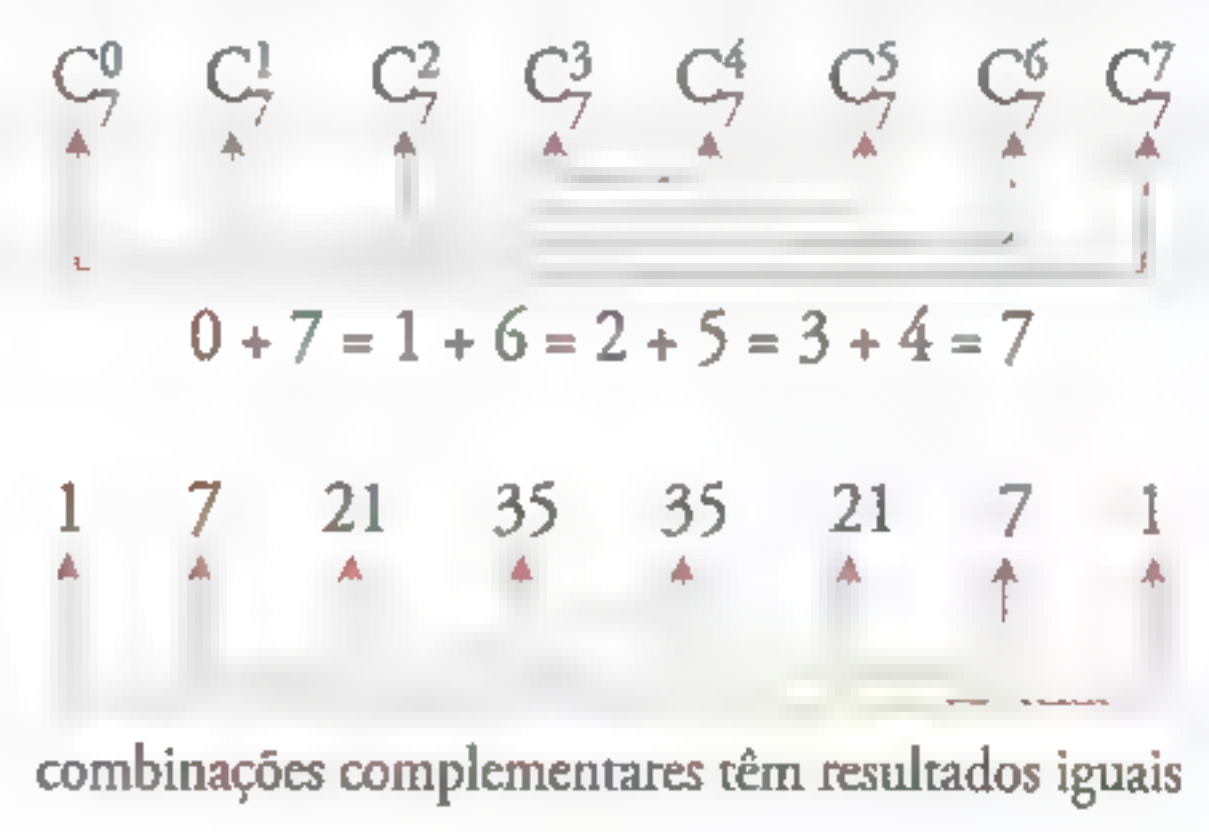 C⁰₇ C¹₇ C²₇ C³₇ C⁴₇ C⁵₇ C⁶₇ C⁷₇
0 + 7 = 1 + 6 = 2 + 5 = 3 + 4 = 7
1 7 21 35 35 21 7 1
combinações complementares têm resultados iguais